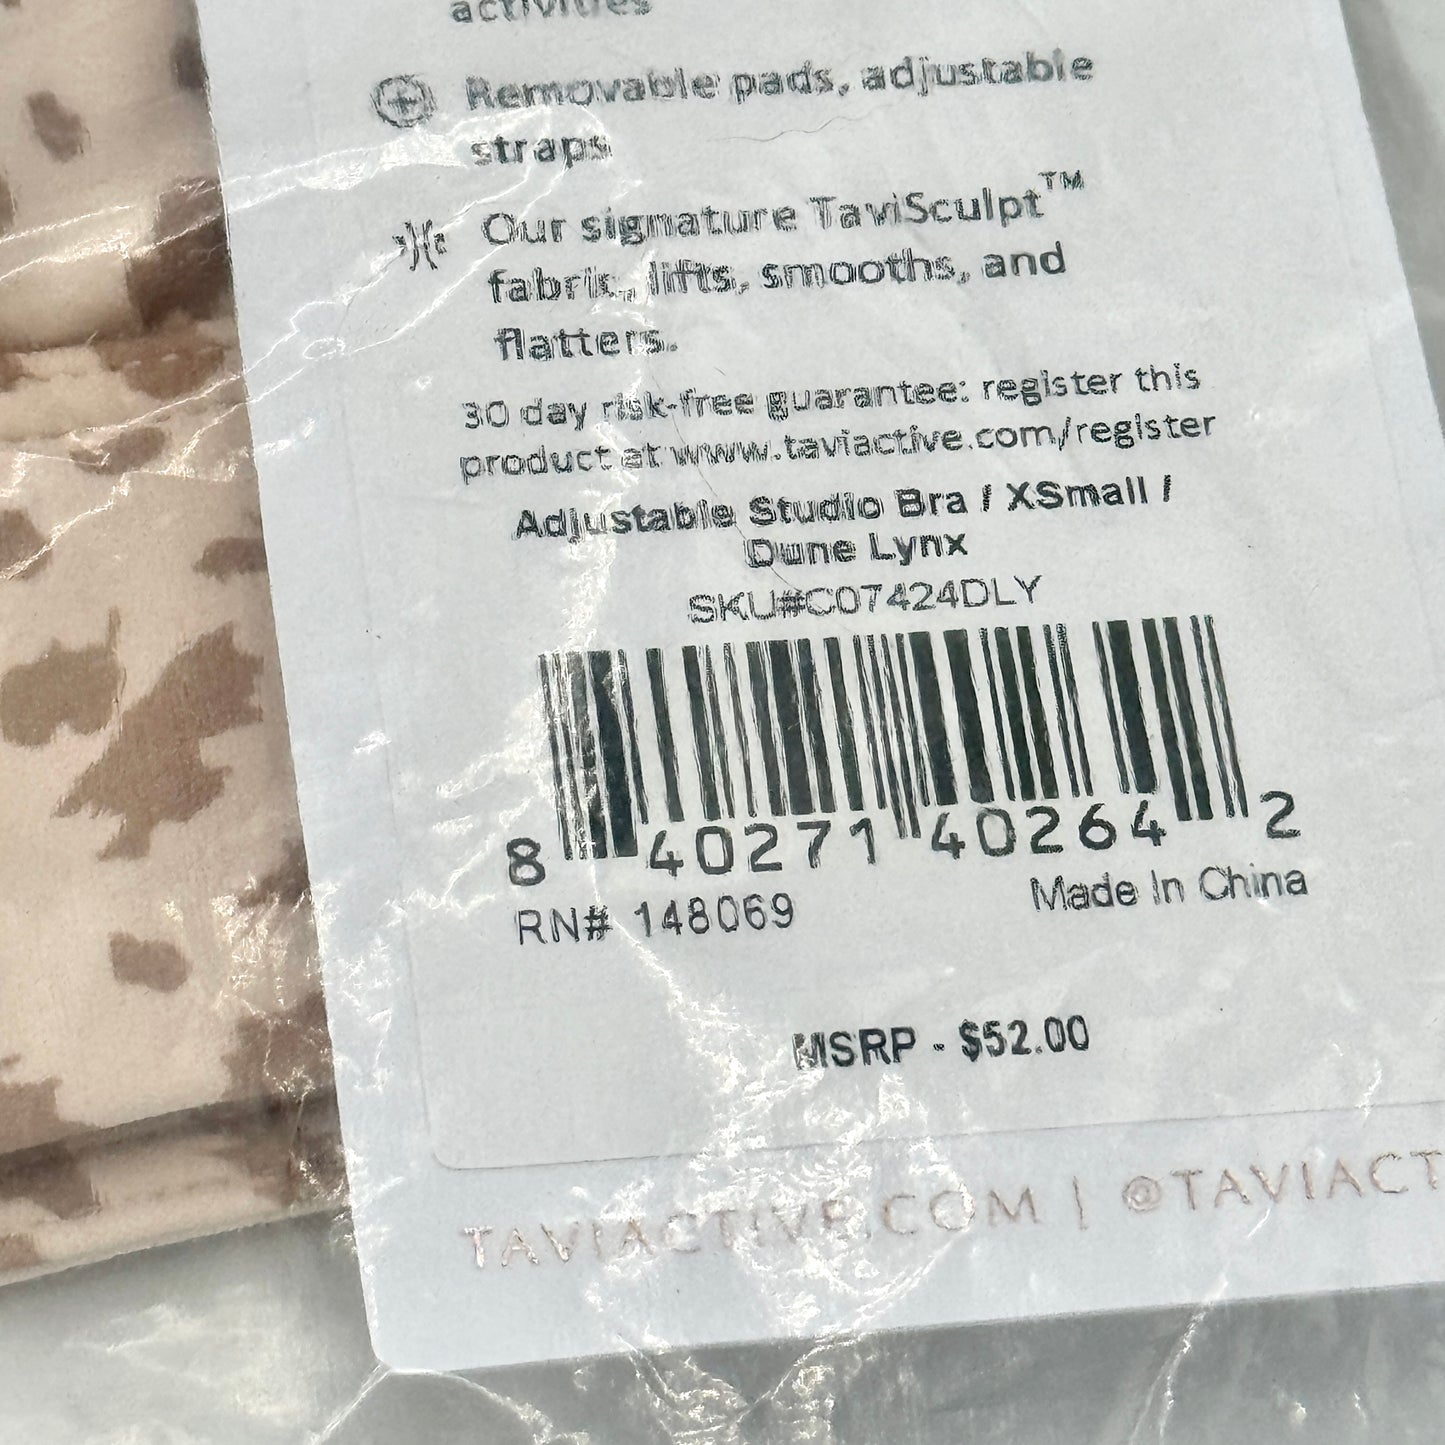 activities
Removable pads, adjustable
straps
Our signature TaviSculpt™
fabric, lifts, smooths, and
flatters.
30 day risk-free guarantee: register this
product at www.taviactive.com/register
Adjustable Studio Bra / XSmall /
Dune Lynx
SKU#C07424DLY
8 40271 40264 2
RN# 148069 Made In China
MSRP - $52.00
TAVIACTIVE.COM | @TAVIACT